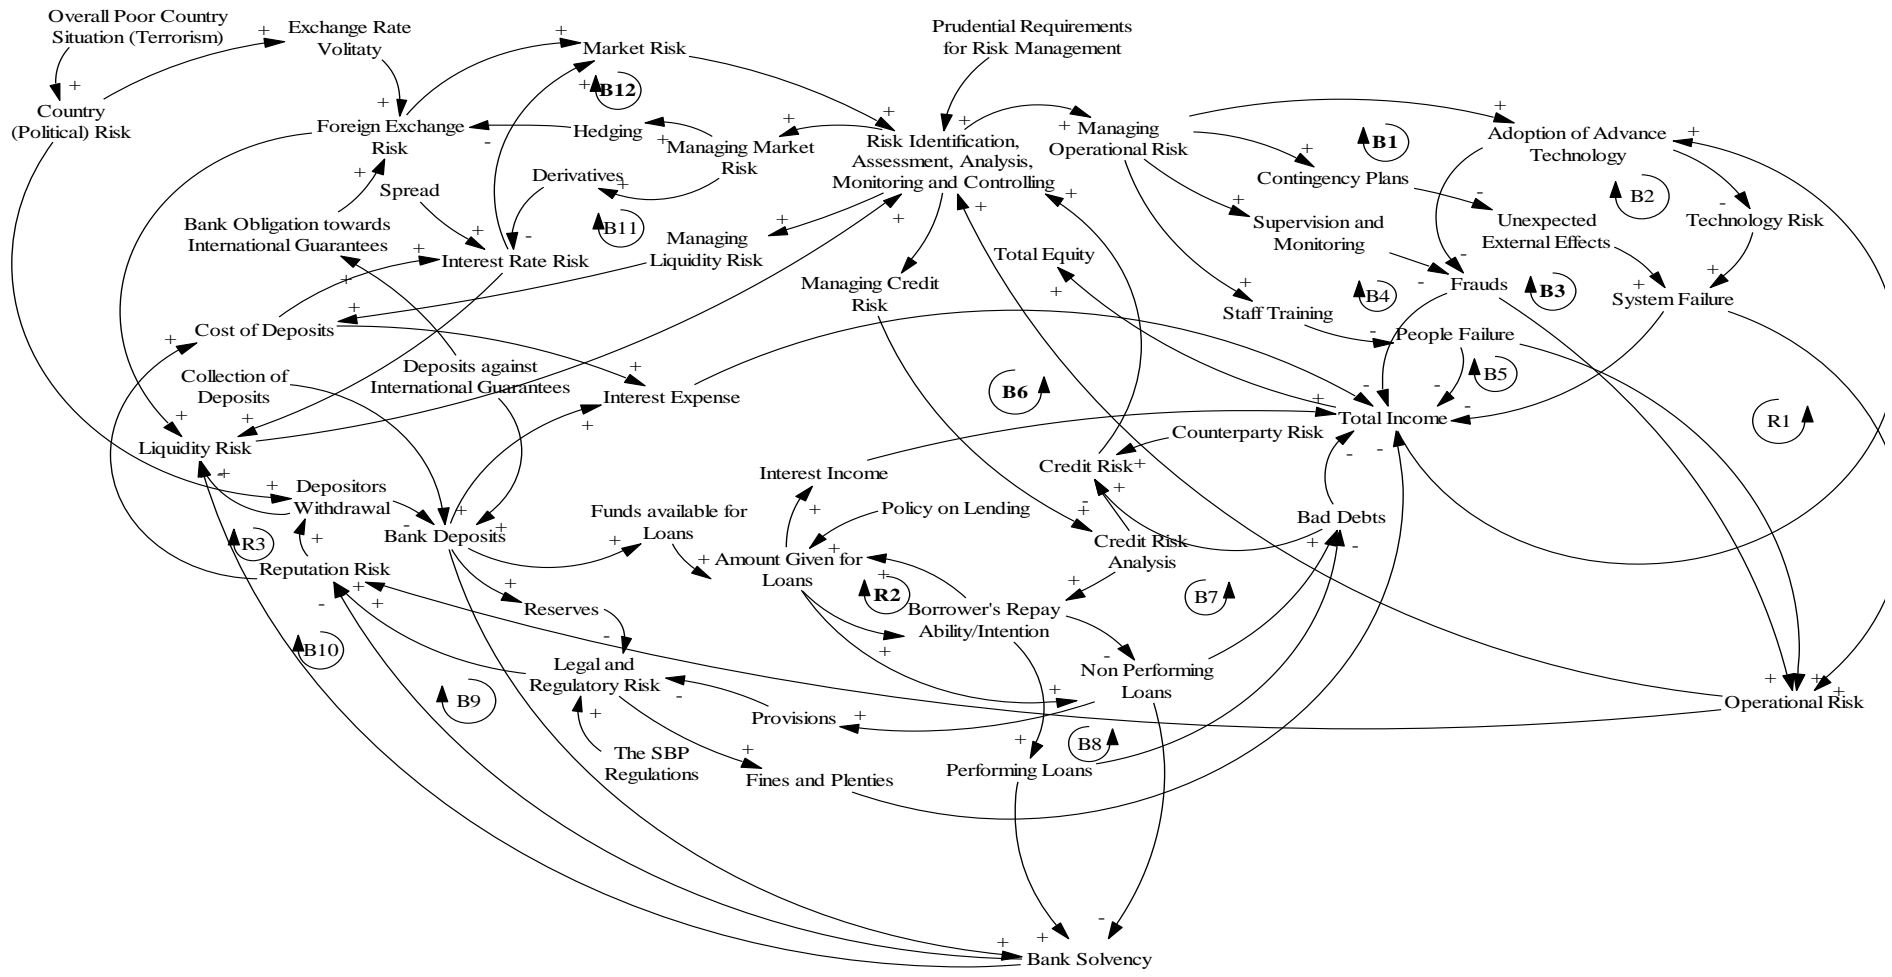 Overall Poor Country
Situation (Terrorism)
Exchange Rate
Volitaty
Market Risk
Prudential Requirements
for Risk Management
Country
(Political) Risk
B12
Foreign Exchange
Risk
Hedging
Managing Market
Risk
Risk Identification,
Assessment, Analysis,
Monitoring and Controlling
Managing
Operational Risk
B1
Adoption of Advance
Technology
Derivatives
Spread
Contingency Plans
B2
Bank Obligation towards
International Guarantees
B11
Managing
Liquidity Risk
Supervision and
Monitoring
Unexpected
External Effects
Technology Risk
Interest Rate Risk
Total Equity
Managing Credit
Risk
Frauds
B3
B4
System Failure
Staff Training
Cost of Deposits
People Failure
Deposits against
International Guarantees
Collection of
Deposits
Interest Expense
B5
B6
Total Income
R1
Counterparty Risk
Liquidity Risk
Credit Risk
Interest Income
Depositors
Withdrawal
Policy on Lending
Funds available for
Loans
Bad Debts
Bank Deposits
R3
Credit Risk
Analysis
Amount Given for
Loans
Reputation Risk
R2
B7
Reserves
Borrower's Repay
Ability/Intention
B10
Legal and
Regulatory Risk
Non Performing
Loans
B9
Operational Risk
Provisions
B8
The SBP
Regulations
Fines and Plenties
Performing Loans
Bank Solvency